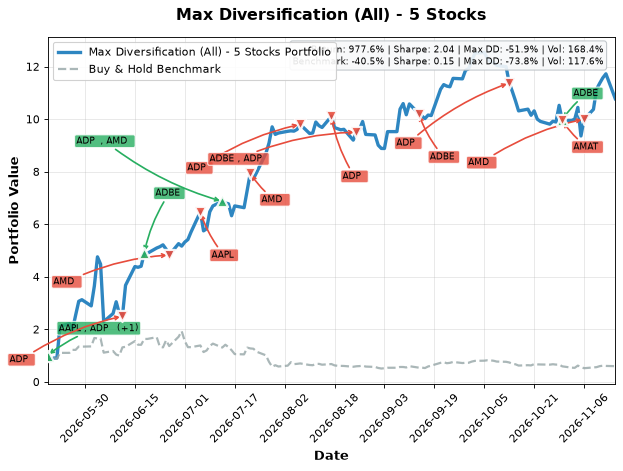 Max Diversification (All) - 5 Stocks
Max Diversification (All) - 5 Stocks Portfolio
Buy & Hold Benchmark
977.6% | Sharpe: 2.04 | Max DD: -51.9% | Vol: 168.4%
Benchmark: -40.5% | Sharpe: 0.15 | Max DD: -73.8% | Vol: 117.6%
Portfolio Value
12
10
8
6
4
2
0
ADBE
ADP , AMD
ADP
ADBE , ADP
ADP
ADP
ADBE
AMD
AMAT
ADBE
AMD
AAPL
AMD
AAPL , ADP (+1)
ADP
2026-05-30
2026-06-15
2026-07-01
2026-07-17
2026-08-02
2026-08-18
2026-09-03
2026-09-19
2026-10-05
2026-10-21
2026-11-06
Date